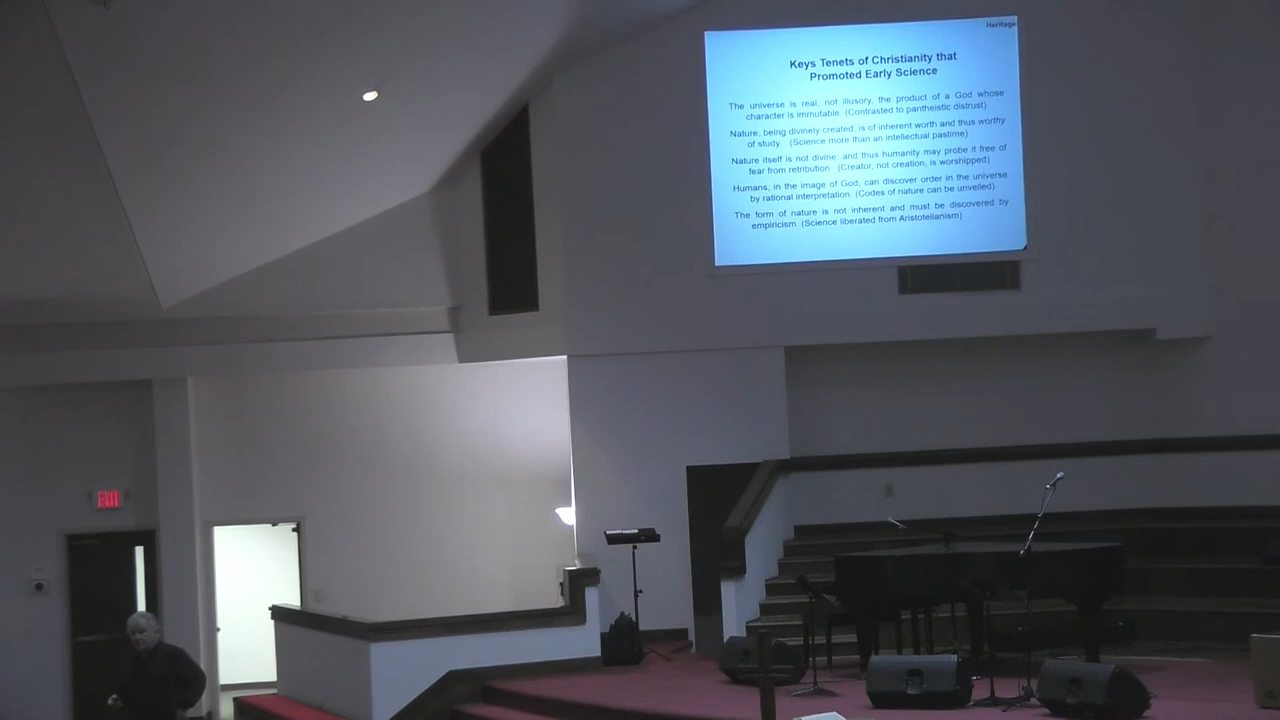 Heritage
Keys Tenets of Christianity that
Promoted Early Science
The universe is real, not illusory, the product of a God whose
character is immutable. (Contrasted to pantheistic distrust)
Nature, being divinely created, is of inherent worth and thus worthy
of study. (Science more than an intellectual pastime)
Nature itself is not divine, and thus humanity may probe it free of
fear from retribution. (Creator, not creation, is worshipped)
Humans, in the image of God, can discover order in the universe
by rational interpretation. (Codes of nature can be unveiled)
The form of nature is not inherent and must be discovered by
empiricism. (Science liberated from Aristotelianism)
EXIT